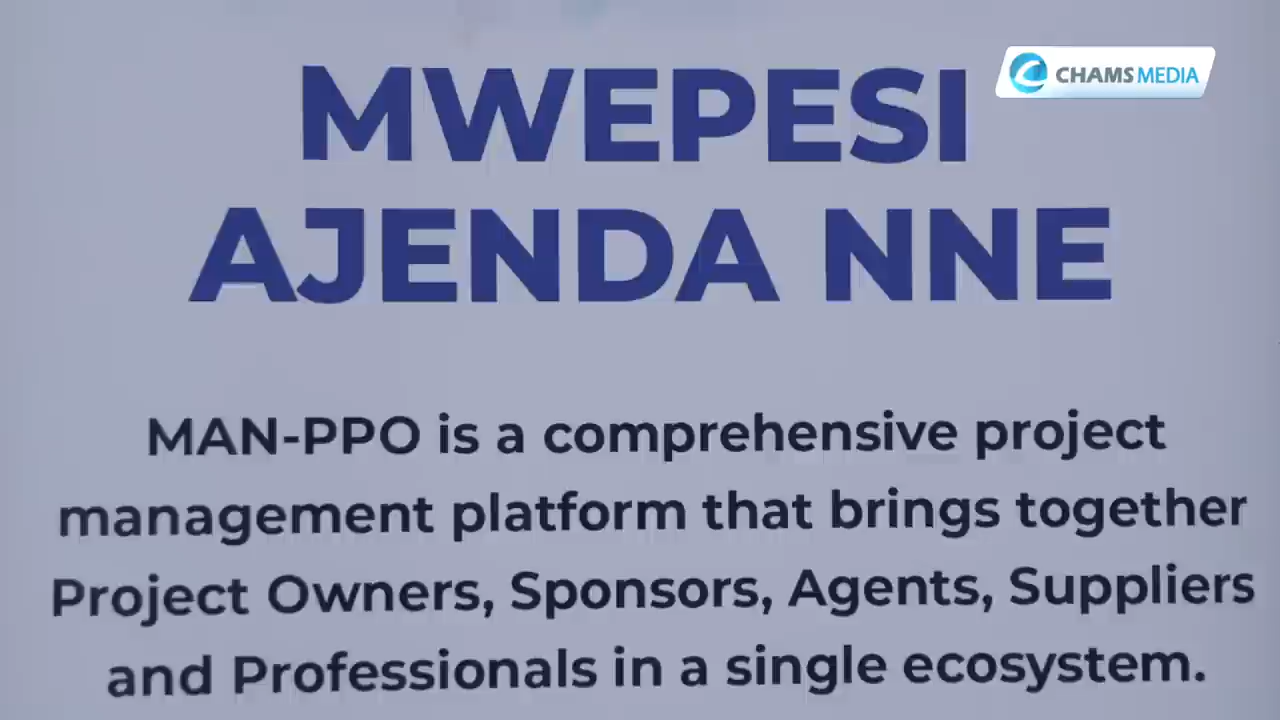 CHAMS MEDIA
MWEPESI
AJENDA NNE
MAN-PPO is a comprehensive project
management platform that brings together
Project Owners, Sponsors, Agents, Suppliers
and Professionals in a single ecosystem.